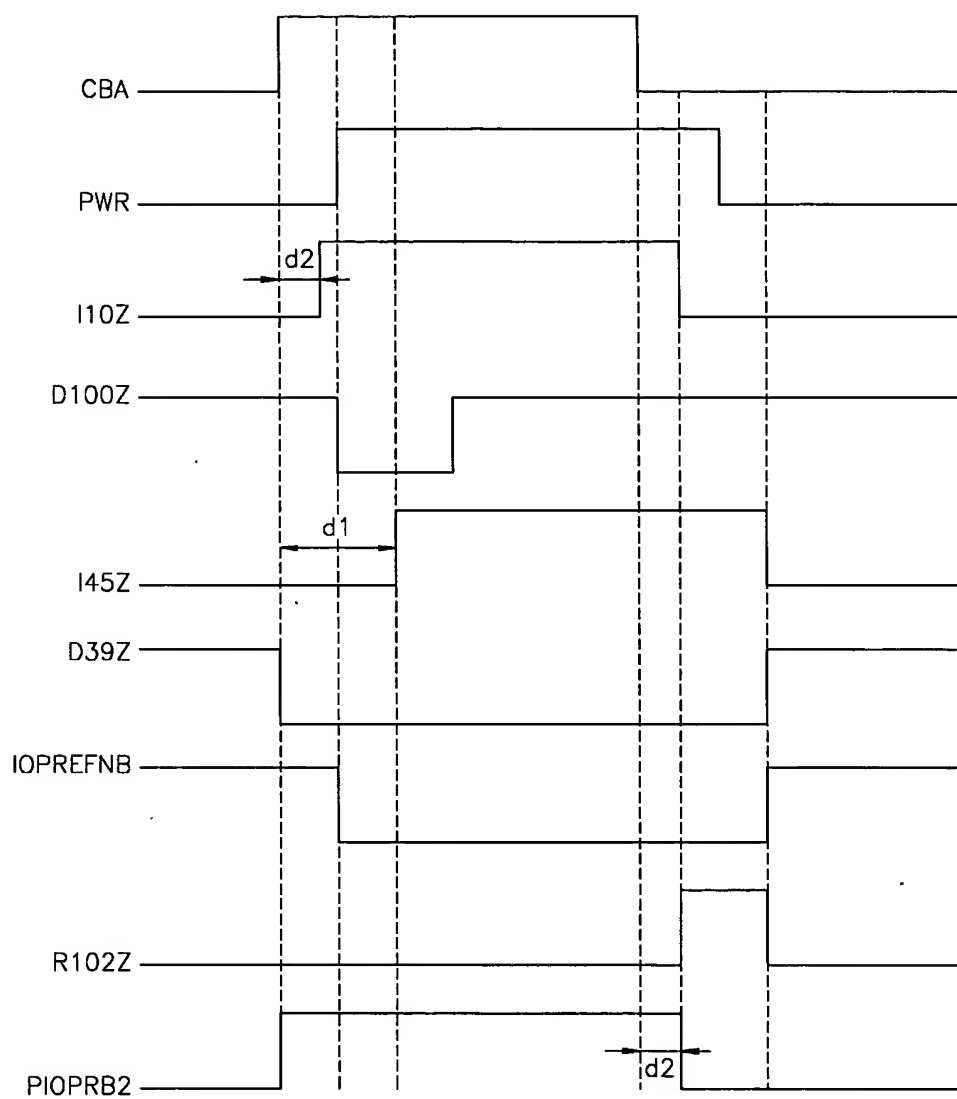 CBA
PWR
d2
I10Z
D100Z
d1
I45Z
D39Z
IOPREFNB
R102Z
d2
PIOPRB2